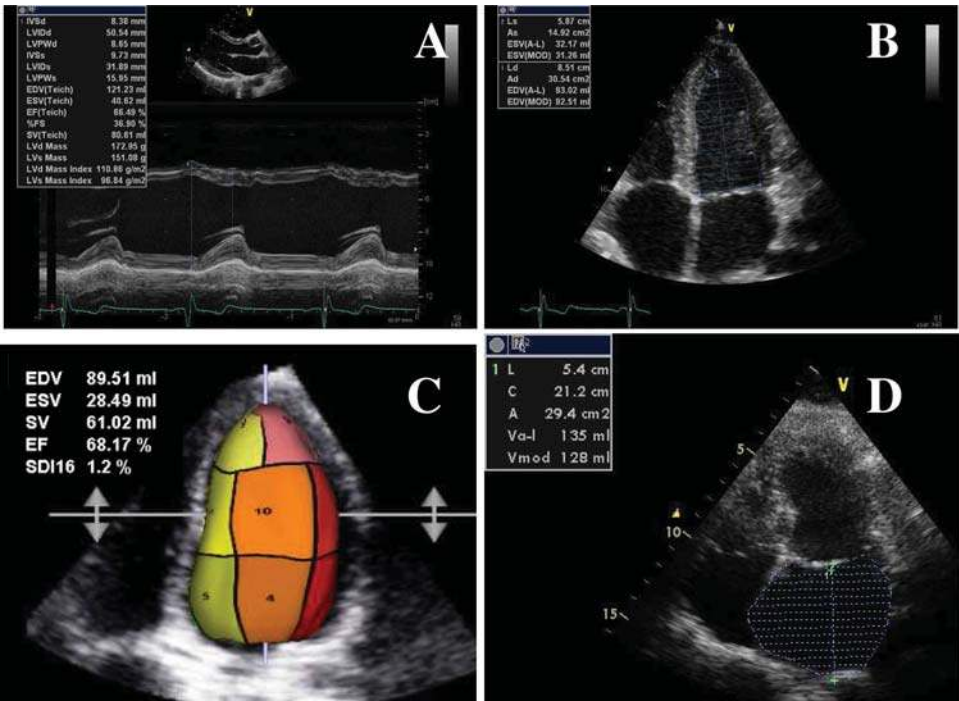 IVSd 8.38 mm
LVIDd 50.54 mm
LVPWd 8.65 mm
IVSs 9.73 mm
LVIDs 31.89 mm
LVPWs 15.95 mm
EDV(Teich) 121.23 ml
ESV(Teich) 40.62 ml
EF(Teich) 66.49 %
%FS 36.90 %
SV(Teich) 80.61 ml
LVd Mass 172.95 g
LVs Mass 151.08 g
LVd Mass Index 110.86 g/m2
LVs Mass Index 96.84 g/m2
V
A
Ls 5.87 cm
As 14.92 cm2
ESV(A-L) 32.17 ml
ESV(MOD) 31.26 ml
Ld 8.51 cm
Ad 30.54 cm2
EDV(A-L) 93.02 ml
EDV(MOD) 92.51 ml
V
B
EDV 89.51 ml
ESV 28.49 ml
SV 61.02 ml
EF 68.17 %
SDI16 1.2 %
C
10
5
4
1 L 5.4 cm
C 21.2 cm
A 29.4 cm2
Va-l 135 ml
Vmod 128 ml
V
D
5
10
15